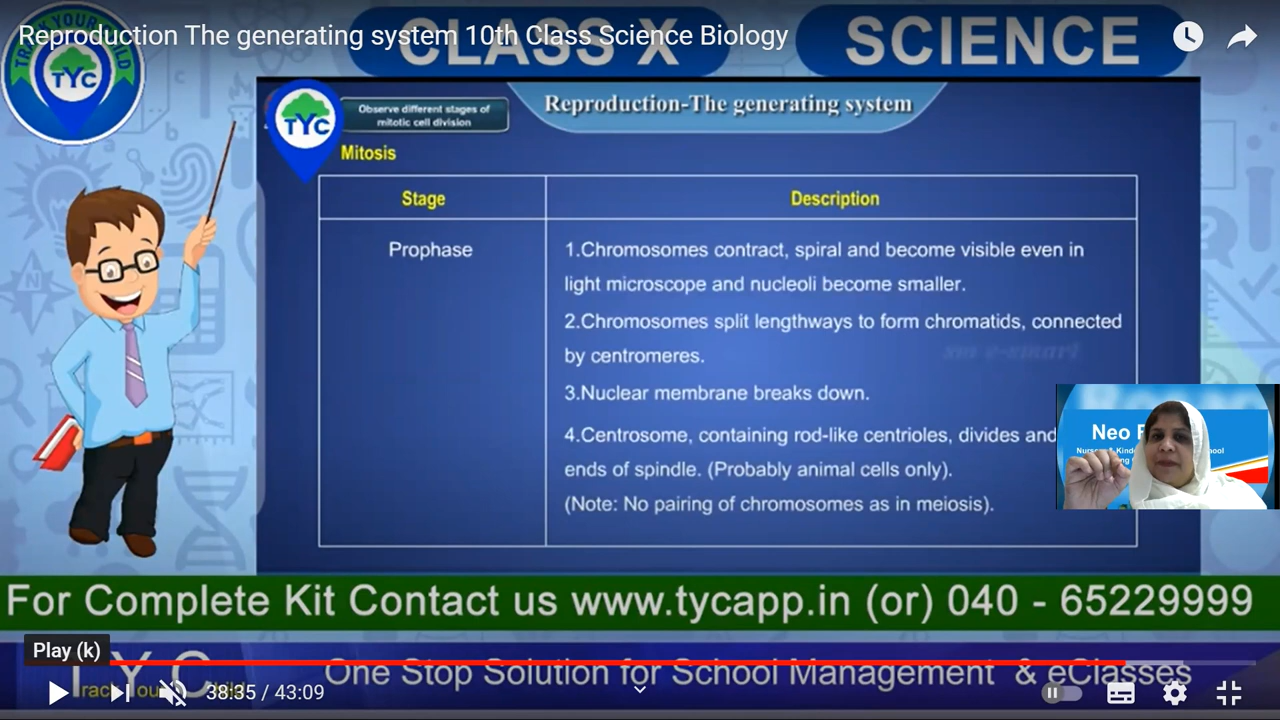 Reproduction The generating system 10th Class Science Biology
CLASS X
SCIENCE
TRACK YOUR CHILD
TYC
TYC
Observe different stages of
mitotic cell division
Reproduction-The generating system
Mitosis
Stage
Description
Prophase
1.Chromosomes contract, spiral and become visible even in
light microscope and nucleoli become smaller.
2.Chromosomes split lengthways to form chromatids, connected
by centromeres.
3.Nuclear membrane breaks down.
4.Centrosome, containing rod-like centrioles, divides and
ends of spindle. (Probably animal cells only).
(Note: No pairing of chromosomes as in meiosis).
Neo
For Complete Kit Contact us www.tycapp.in (or) 040 - 65229999
Play (k)
T Y C
One Stop Solution for School Management & eClasses
38:35 / 43:09